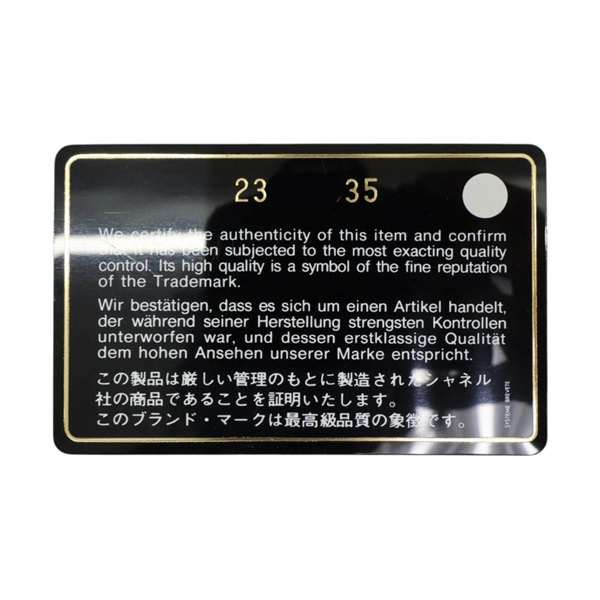 23 35
We certify the authenticity of this item and confirm
that it has been subjected to the most exacting quality
control. Its high quality is a symbol of the fine reputation
of the Trademark.
Wir bestätigen, dass es sich um einen Artikel handelt,
der während seiner Herstellung strengsten Kontrollen
unterworfen war, und dessen erstklassige Qualität
dem hohen Ansehen unserer Marke entspricht.
この製品は厳しい管理のもとに製造されたシャネル
社の商品であることを証明いたします。
このブランド・マークは最高級品質の象徴です。
SYSTEME BREVETE